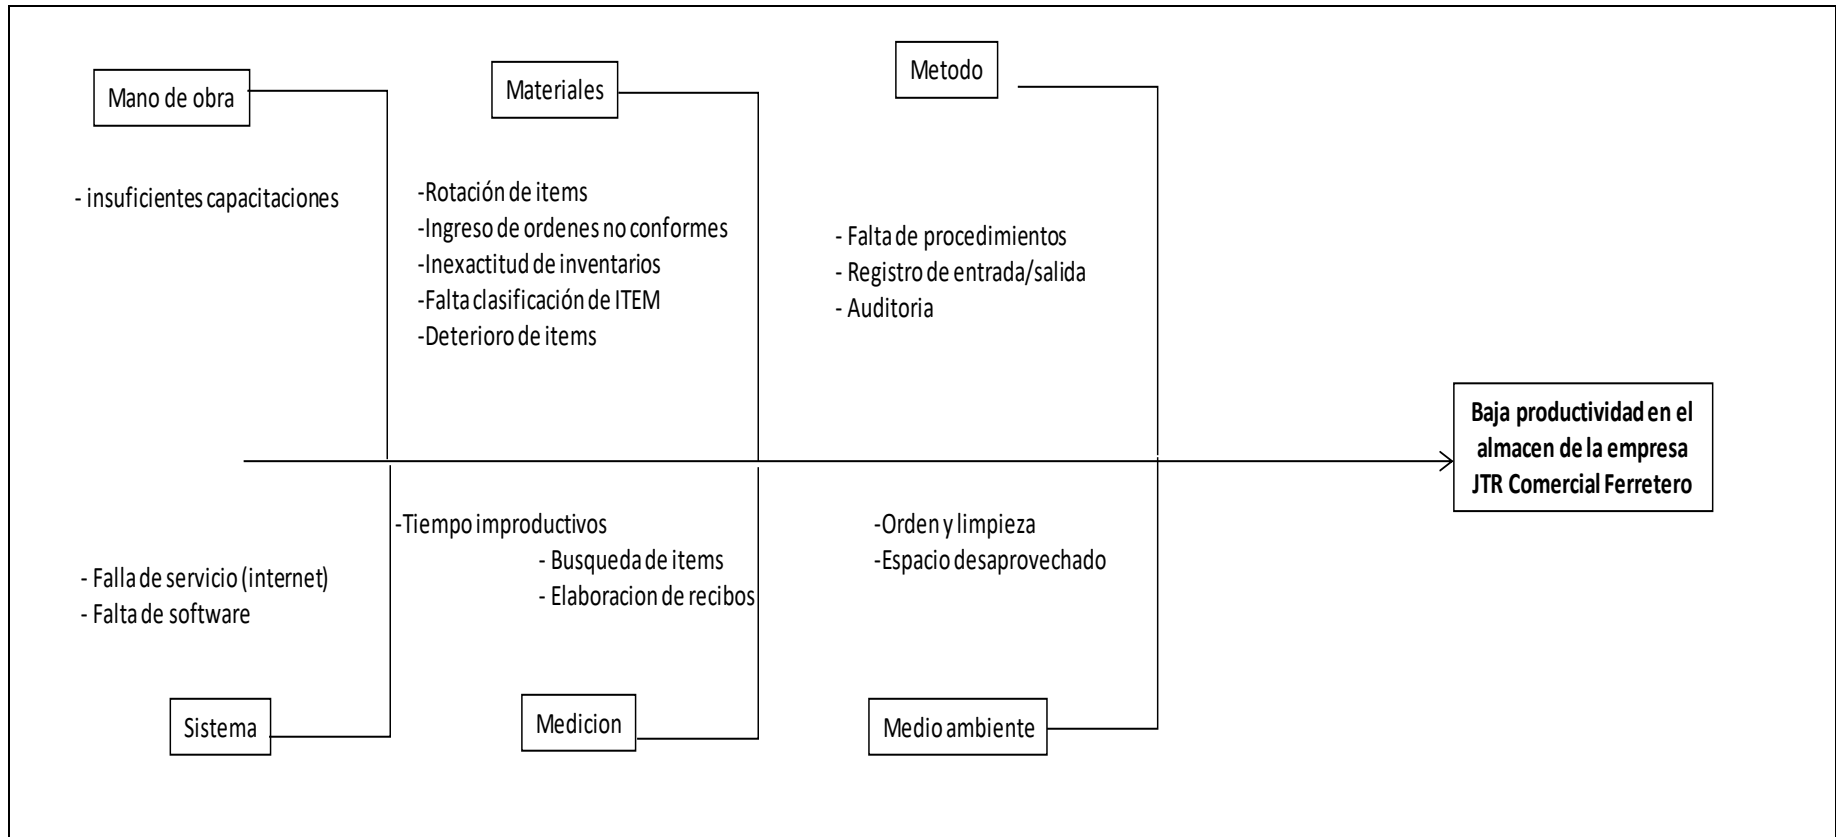 Mano de obra
Materiales
Metodo
- insuficientes capacitaciones
-Rotación de items
-Ingreso de ordenes no conformes
-Inexactitud de inventarios
-Falta clasificación de ITEM
-Deterioro de items
- Falta de procedimientos
- Registro de entrada/salida
- Auditoria
Baja productividad en el
almacen de la empresa
JTR Comercial Ferretero
- Falla de servicio (internet)
- Falta de software
-Tiempo improductivos
- Busqueda de items
- Elaboracion de recibos
-Orden y limpieza
-Espacio desaprovechado
Sistema
Medicion
Medio ambiente